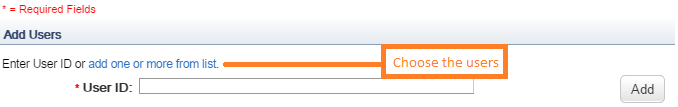 * = Required Fields
Add Users
Enter User ID or add one or more from list. Choose the users
* User ID: Add